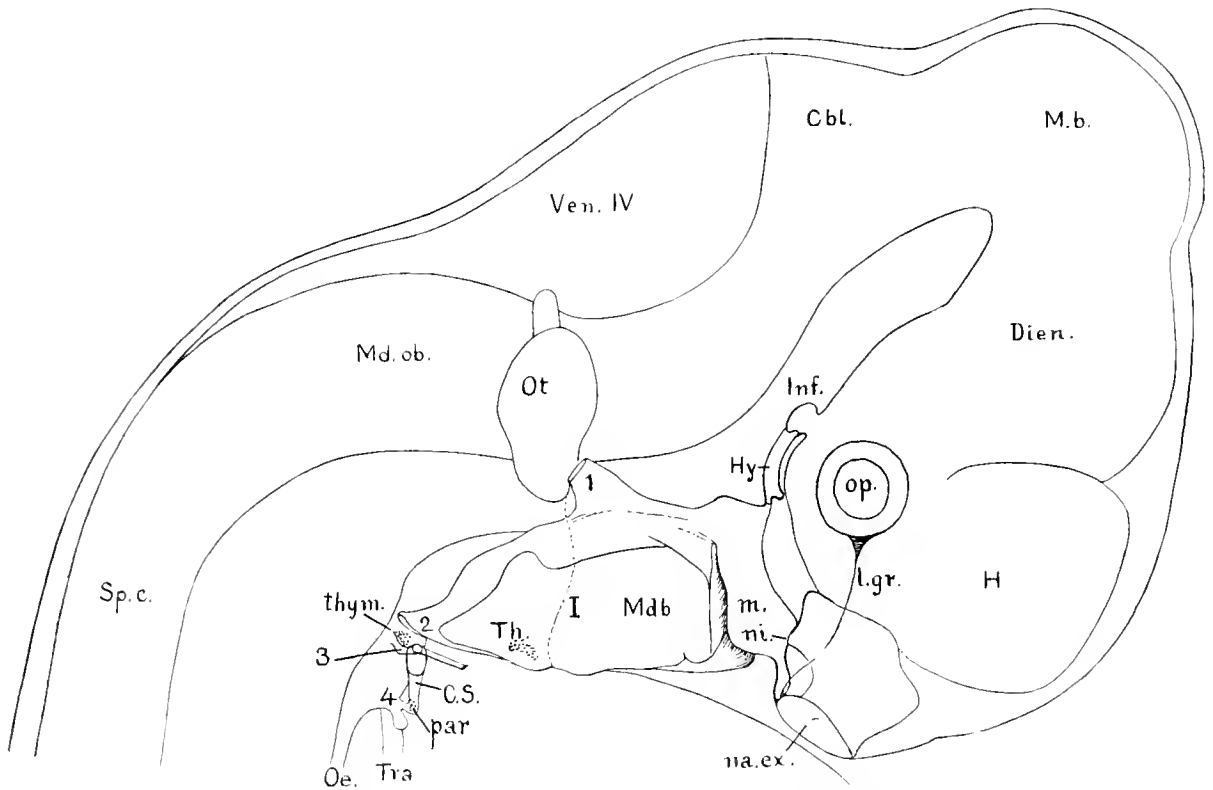 Cbl.
M.b.
Ven. IV
Md. ob.
Dien.
Ot
Inf.
Hy
op.
1
Sp. c.
thym.
2
Th.
I
Mdb
m.
ni.
l.gr.
H
3
4
C.S.
par
Oe.
Tra
na.ex.